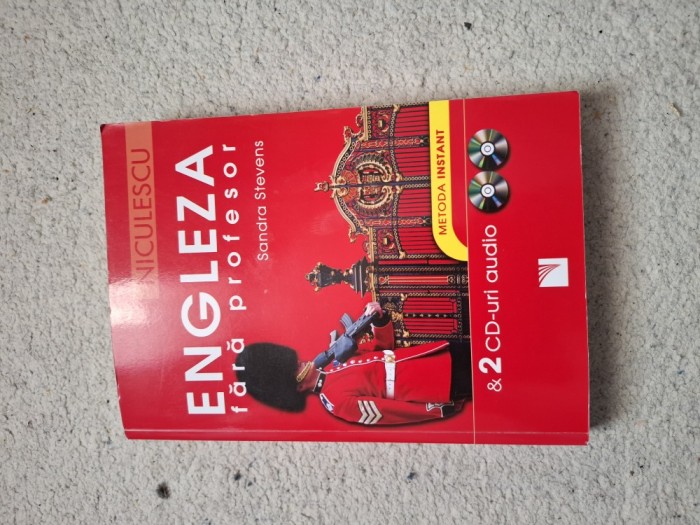 NICULESCU
ENGLEZA
fără profesor
Sandra Stevens
METODA INSTANT
& 2 CD-uri audio